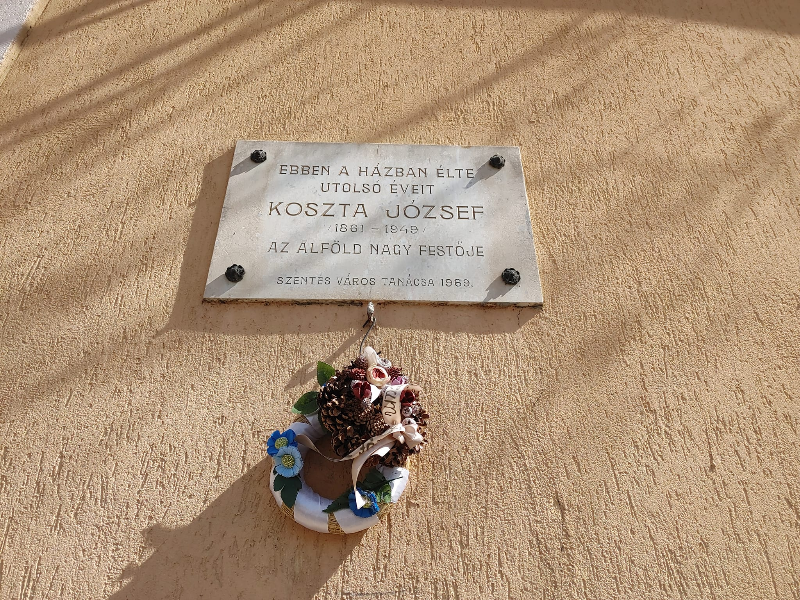 EBBEN A HÁZBAN ÉLTE
UTOLSÓ ÉVEIT
KOSZTA JÓZSEF
/1861-1949/
AZ ALFÖLD NAGY FESTŐJE
SZENTES VÁROS TANÁCSA 1969.